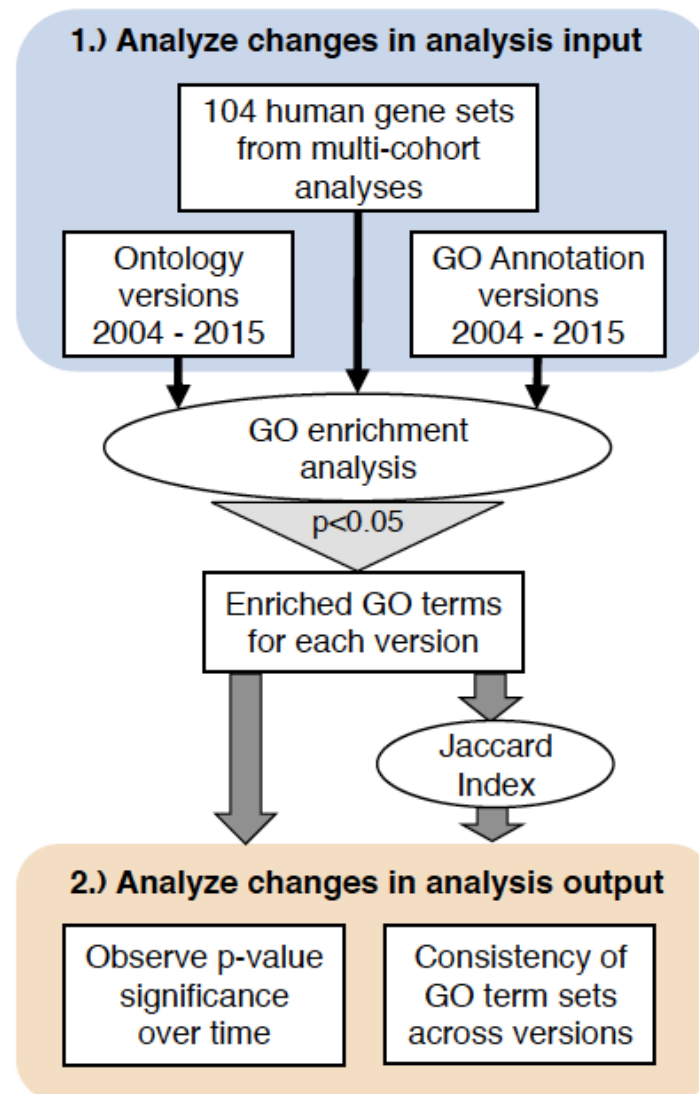 1.) Analyze changes in analysis input
104 human gene sets
from multi-cohort
analyses
Ontology
versions
2004 - 2015
GO Annotation
versions
2004 - 2015
GO enrichment
analysis
p<0.05
Enriched GO terms
for each version
Jaccard
Index
2.) Analyze changes in analysis output
Observe p-value
significance
over time
Consistency of
GO term sets
across versions